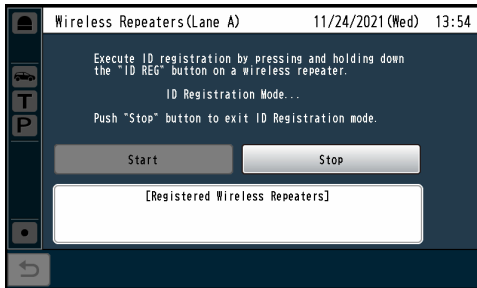 Wireless Repeaters(Lane A) 11/24/2021(Wed) 13:54
Execute ID registration by pressing and holding down
the "ID REG" button on a wireless repeater.
ID Registration Mode...
Push "Stop" button to exit ID Registration mode.
T
P
Start Stop
[Registered Wireless Repeaters]